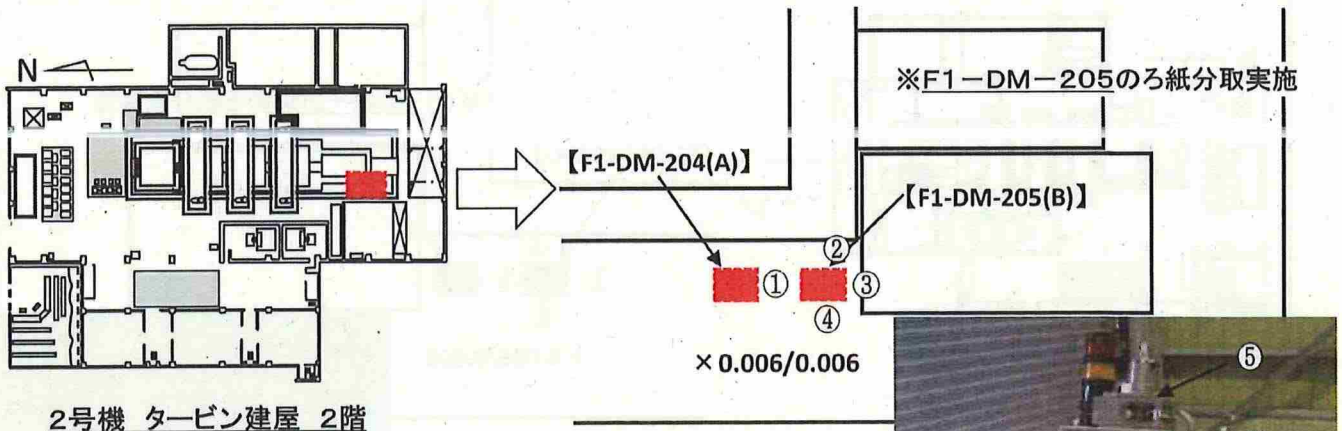 N
2号機 タービン建屋 2階
※F1-DM-205のろ紙分取実施
【F1-DM-204(A)】
【F1-DM-205(B)】
②
① ③
④
×0.006/0.006
⑤